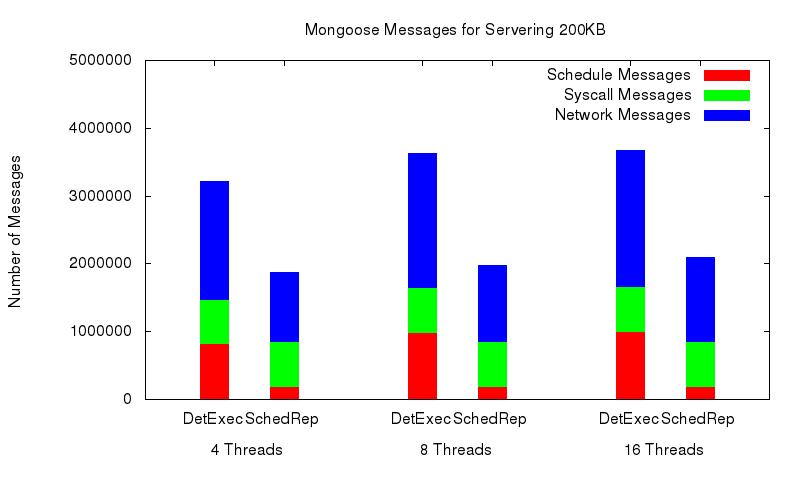 Mongoose Messages for Servering 200KB
5000000
4000000
3000000
2000000
1000000
0
Number of Messages
Schedule Messages
Syscall Messages
Network Messages
DetExec SchedRep DetExec SchedRep DetExec SchedRep
4 Threads 8 Threads 16 Threads